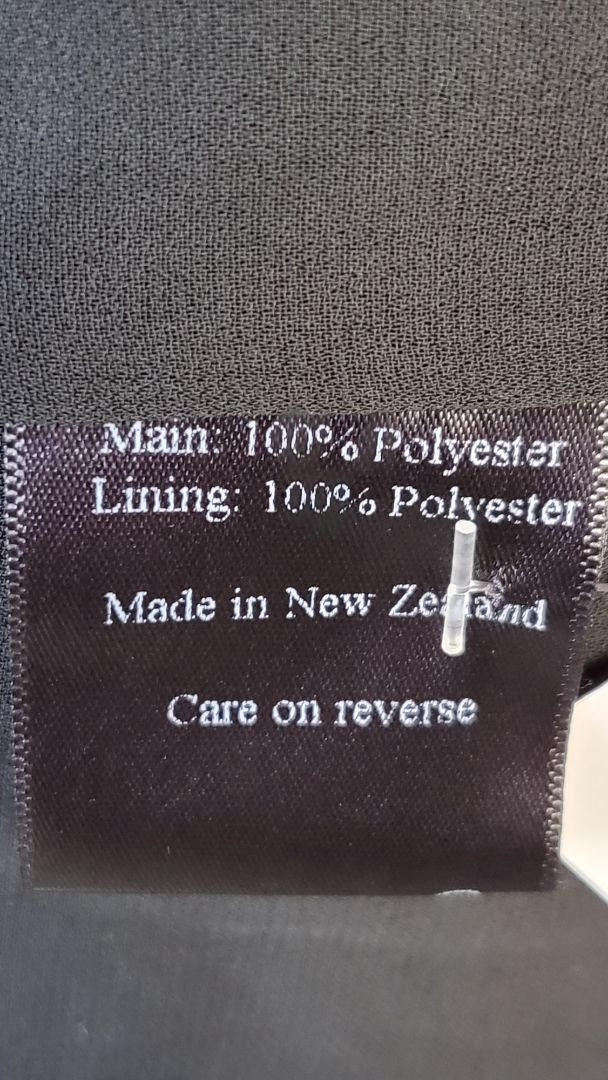 Main: 100% Polyester
Lining: 100% Polyester
Made in New Zealand
Care on reverse